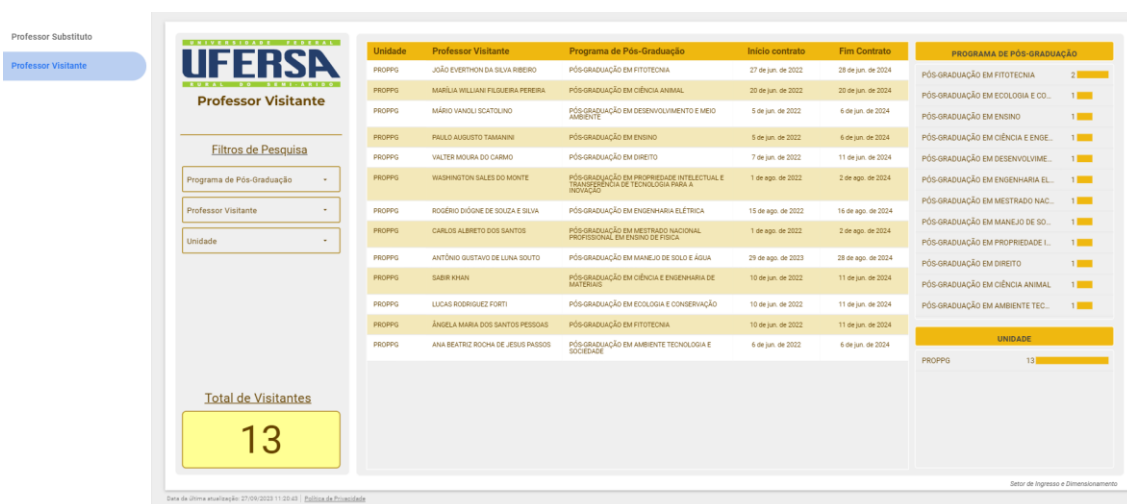 Professor Substituto
Professor Visitante
UNIVERSIDADE FEDERAL
UFERSA
RURAL DO SEMI-ÁRIDO
Professor Visitante
Filtros de Pesquisa
Programa de Pós-Graduação
Professor Visitante
Unidade
Total de Visitantes
13
Unidade Professor Visitante Programa de Pós-Graduação Início contrato Fim Contrato
PROPPG JOÃO EVERTHON DA SILVA RIBEIRO PÓS-GRADUAÇÃO EM FITOTECNIA 27 de jun. de 2022 28 de jun. de 2024
PROPPG MARÍLIA WILLIANI FILGUEIRA PEREIRA PÓS-GRADUAÇÃO EM CIÊNCIA ANIMAL 20 de jun. de 2022 20 de jun. de 2024
PROPPG MÁRIO VANOLI SCATOLINO PÓS-GRADUAÇÃO EM DESENVOLVIMENTO E MEIO 5 de jun. de 2022 6 de jun. de 2024
AMBIENTE
PROPPG PAULO AUGUSTO TAMANINI PÓS-GRADUAÇÃO EM ENSINO 5 de jun. de 2022 6 de jun. de 2024
PROPPG VALTER MOURA DO CARMO PÓS-GRADUAÇÃO EM DIREITO 7 de jun. de 2022 11 de jun. de 2024
PROPPG WASHINGTON SALES DO MONTE PÓS-GRADUAÇÃO EM PROPRIEDADE INTELECTUAL E 1 de ago. de 2022 2 de ago. de 2024
TRANSFERÊNCIA DE TECNOLOGIA PARA A
INOVAÇÃO
PROPPG ROGÉRIO DIÓGNE DE SOUZA E SILVA PÓS-GRADUAÇÃO EM ENGENHARIA ELÉTRICA 15 de ago. de 2022 16 de ago. de 2024
PROPPG CARLOS ALBRETO DOS SANTOS PÓS-GRADUAÇÃO EM MESTRADO NACIONAL 1 de ago. de 2022 2 de ago. de 2024
PROFISSIONAL EM ENSINO DE FISICA
PROPPG ANTÔNIO GUSTAVO DE LUNA SOUTO PÓS-GRADUAÇÃO EM MANEJO DE SOLO E ÁGUA 29 de ago. de 2023 28 de ago. de 2024
PROPPG SABIR KHAN PÓS-GRADUAÇÃO EM CIÊNCIA E ENGENHARIA DE 10 de jun. de 2022 11 de jun. de 2024
MATERIAIS
PROPPG LUCAS RODRIGUEZ FORTI PÓS-GRADUAÇÃO EM ECOLOGIA E CONSERVAÇÃO 10 de jun. de 2022 11 de jun. de 2024
PROPPG ÂNGELA MARIA DOS SANTOS PESSOAS PÓS-GRADUAÇÃO EM FITOTECNIA 10 de jun. de 2022 11 de jun. de 2024
PROPPG ANA BEATRIZ ROCHA DE JESUS PASSOS PÓS-GRADUAÇÃO EM AMBIENTE TECNOLOGIA E 6 de jun. de 2022 6 de jun. de 2024
SOCIEDADE
PROGRAMA DE PÓS-GRADUAÇÃO
PÓS-GRADUAÇÃO EM FITOTECNIA 2
PÓS-GRADUAÇÃO EM ECOLOGIA E CO... 1
PÓS-GRADUAÇÃO EM ENSINO 1
PÓS-GRADUAÇÃO EM CIÊNCIA E ENGE... 1
PÓS-GRADUAÇÃO EM DESENVOLVIME... 1
PÓS-GRADUAÇÃO EM ENGENHARIA EL... 1
PÓS-GRADUAÇÃO EM MESTRADO NAC... 1
PÓS-GRADUAÇÃO EM MANEJO DE SO... 1
PÓS-GRADUAÇÃO EM PROPRIEDADE I... 1
PÓS-GRADUAÇÃO EM DIREITO 1
PÓS-GRADUAÇÃO EM CIÊNCIA ANIMAL 1
PÓS-GRADUAÇÃO EM AMBIENTE TEC... 1
UNIDADE
PROPPG 13
Setor de Ingresso e Dimensionamento
Data da última atualização: 27/09/2023 11:20:43 | Política de Privacidade